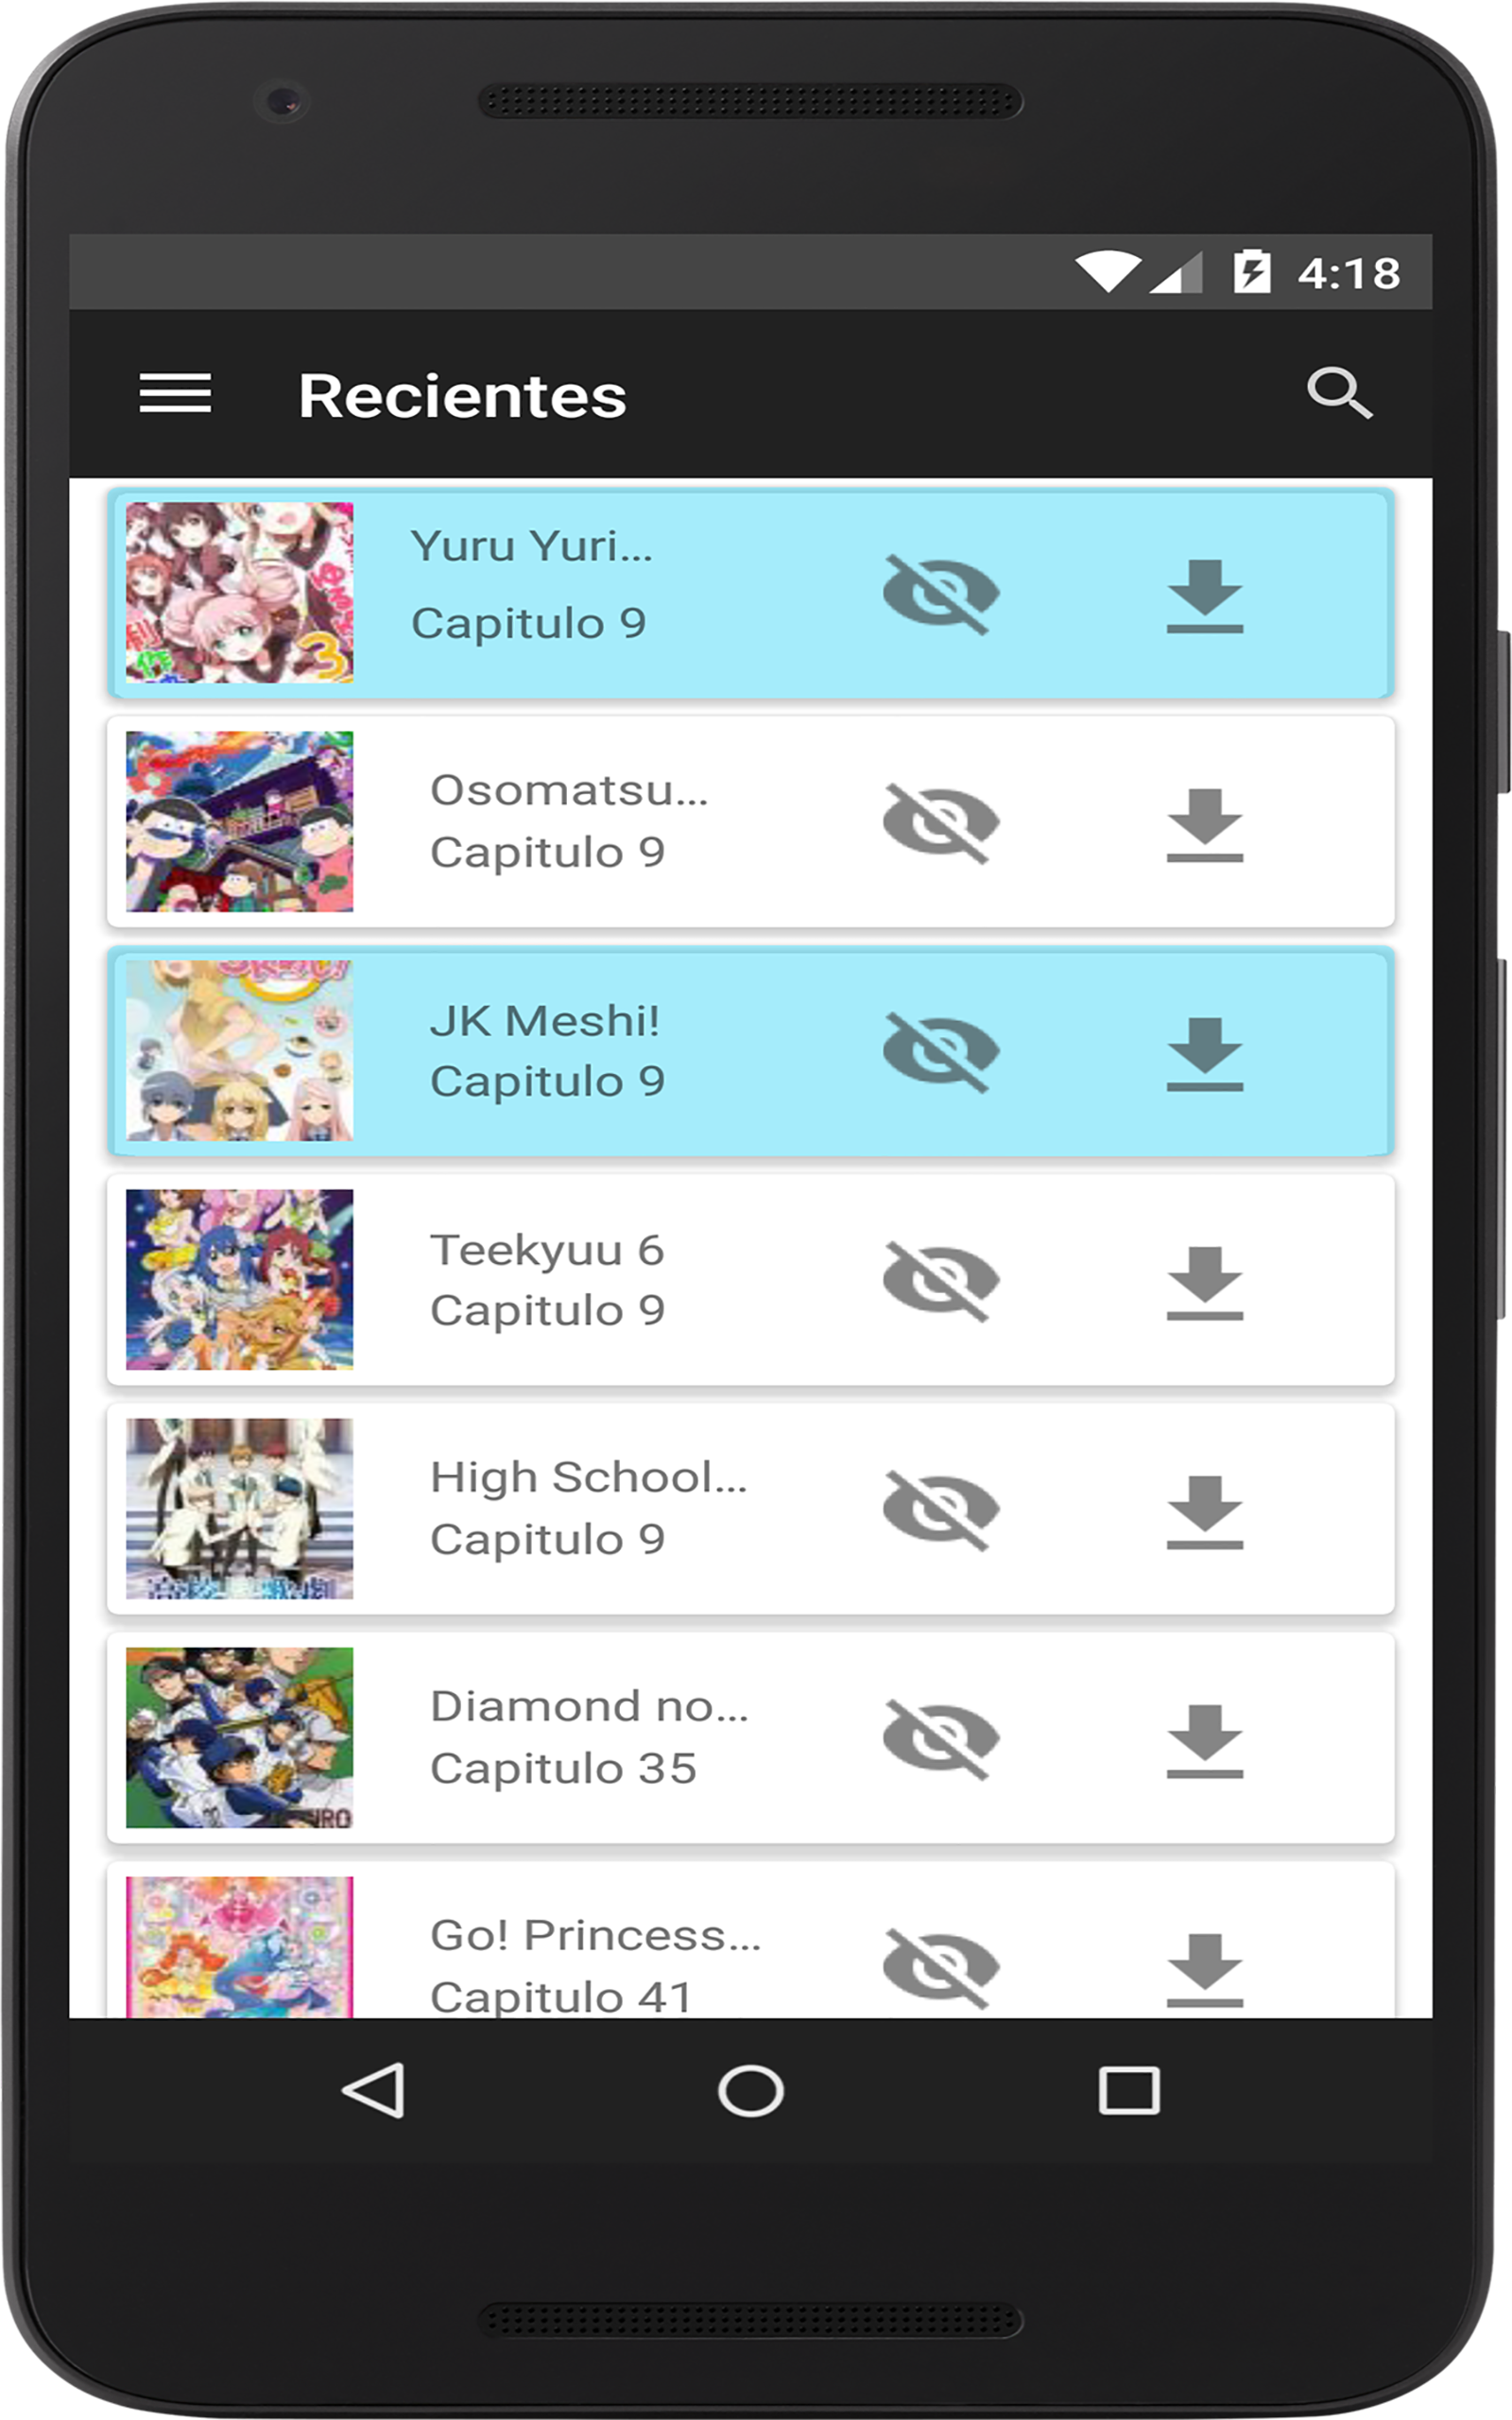 4:18
Recientes
Yuru Yuri...
Capitulo 9
3
Osomatsu...
Capitulo 9
JK Meshi!
Capitulo 9
Teekyuu 6
Capitulo 9
High School...
Capitulo 9
Diamond no...
Capitulo 35
Go! Princess...
Capitulo 41